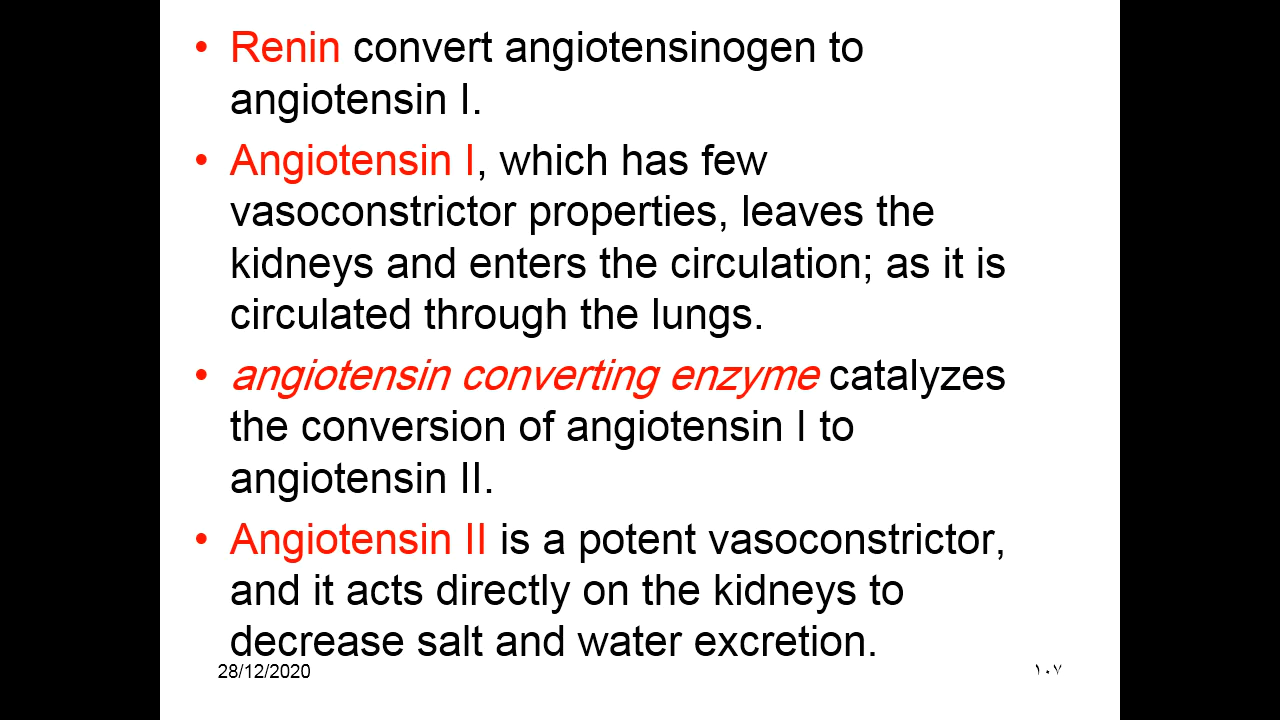 • Renin convert angiotensinogen to
angiotensin I.
• Angiotensin I, which has few
vasoconstrictor properties, leaves the
kidneys and enters the circulation; as it is
circulated through the lungs.
• angiotensin converting enzyme catalyzes
the conversion of angiotensin I to
angiotensin II.
• Angiotensin II is a potent vasoconstrictor,
and it acts directly on the kidneys to
decrease salt and water excretion.
28/12/2020
١٠٧